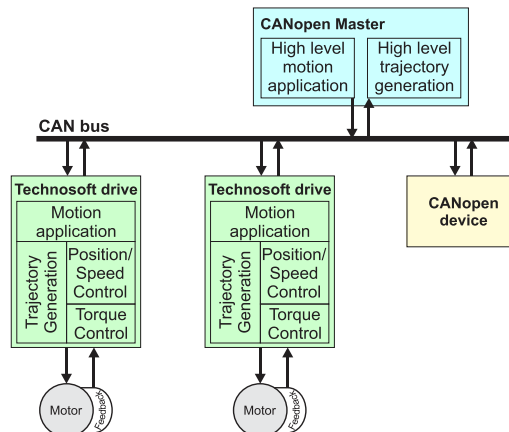 CANopen Master
High level
motion
application
High level
trajectory
generation
CAN bus
Technosoft drive
Motion
application
Trajectory
Generation
Position/
Speed
Control
Torque
Control
Motor
Feedback
Technosoft drive
Motion
application
Trajectory
Generation
Position/
Speed
Control
Torque
Control
Motor
Feedback
CANopen
device